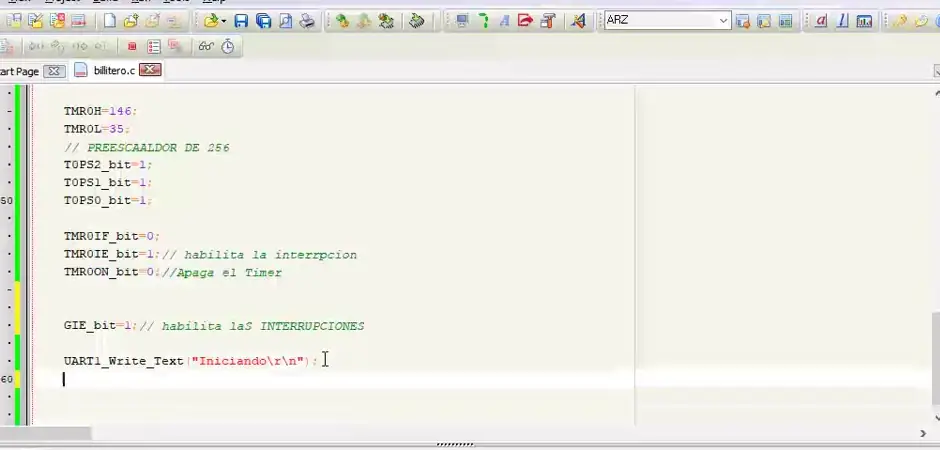 ARZ
art Page
billitero.c
TMR0H=146;
TMR0L=35;
// PREESCAALDOR DE 256
T0PS2_bit=1;
T0PS1_bit=1;
50
T0PS0_bit=1;
TMR0IF_bit=0;
TMR0IE_bit=1;// habilita la interrpcion
TMR0ON_bit=0;//Apaga el Timer
GIE_bit=1;// habilita laS INTERRUPCIONES
UART1_Write_Text("Iniciando\r\n");
60